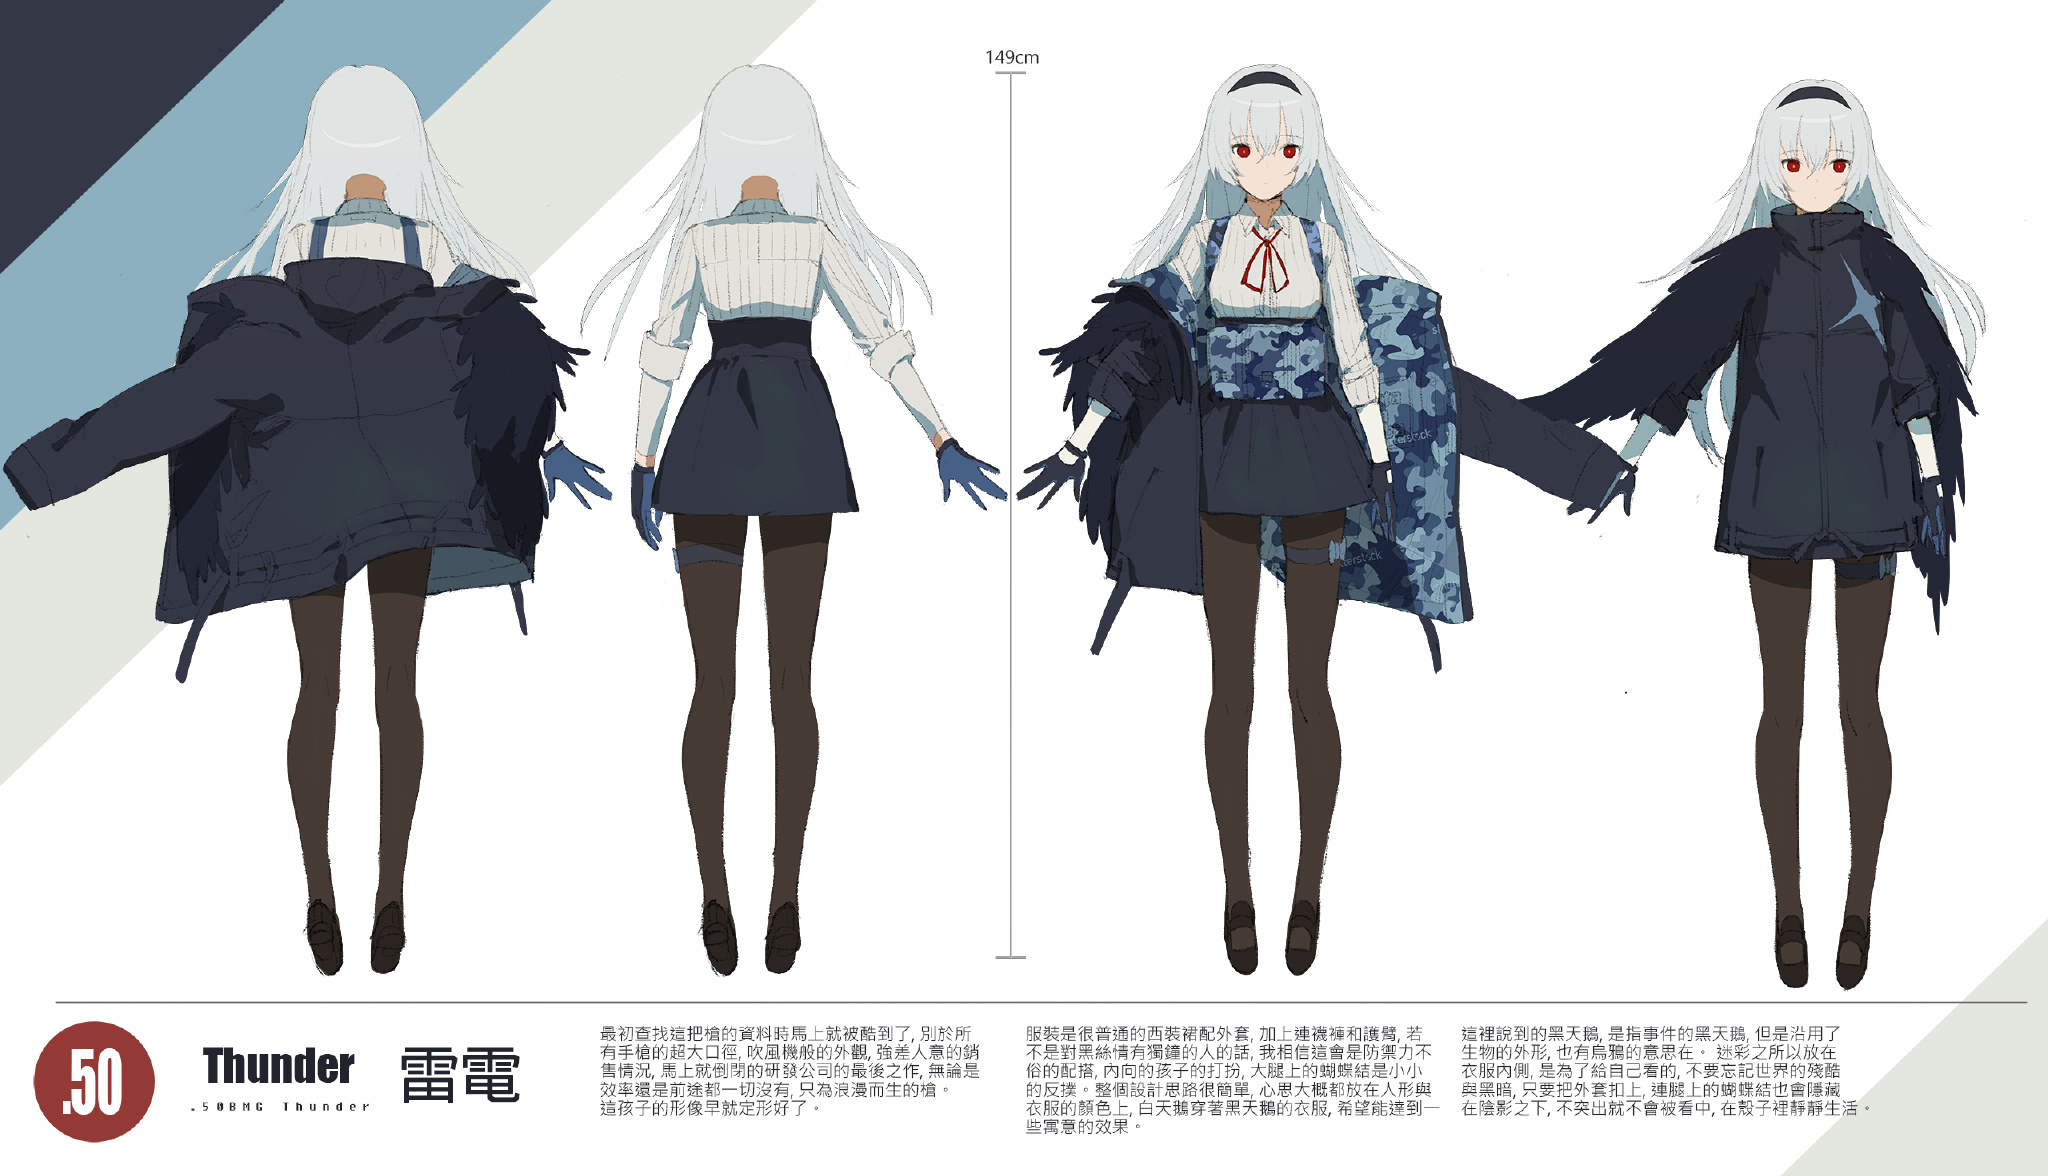 149cm
.50
Thunder
.50BMG Thunder
雷電
最初查找這把槍的資料時馬上就被酷到了, 別於所
有手槍的超大口徑, 吹風機般的外觀, 強差人意的銷
售情況, 馬上就倒閉的研發公司的最後之作, 無論是
效率還是前途都一切沒有, 只為浪漫而生的槍。
這孩子的形像早就定形好了。
服裝是很普通的西裝裙配外套, 加上連襪褲和護臂, 若
不是對黑絲情有獨鐘的人的話, 我相信這會是防禦力不
俗的配搭, 內向的孩子的打扮, 大腿上的蝴蝶結是小小
的反撲。整個設計思路很簡單, 心思大概都放在人形與
衣服的顏色上, 白天鵝穿著黑天鵝的衣服, 希望能達到一
些寓意的效果。
這裡說到的黑天鵝, 是指事件的黑天鵝, 但是沿用了
生物的外形, 也有烏鴉的意思在。 迷彩之所以放在
衣服內側, 是為了給自己看的, 不要忘記世界的殘酷
與黑暗, 只要把外套扣上, 連腿上的蝴蝶結也會隱藏
在陰影之下, 不突出就不會被看中, 在殼子裡靜靜生活。